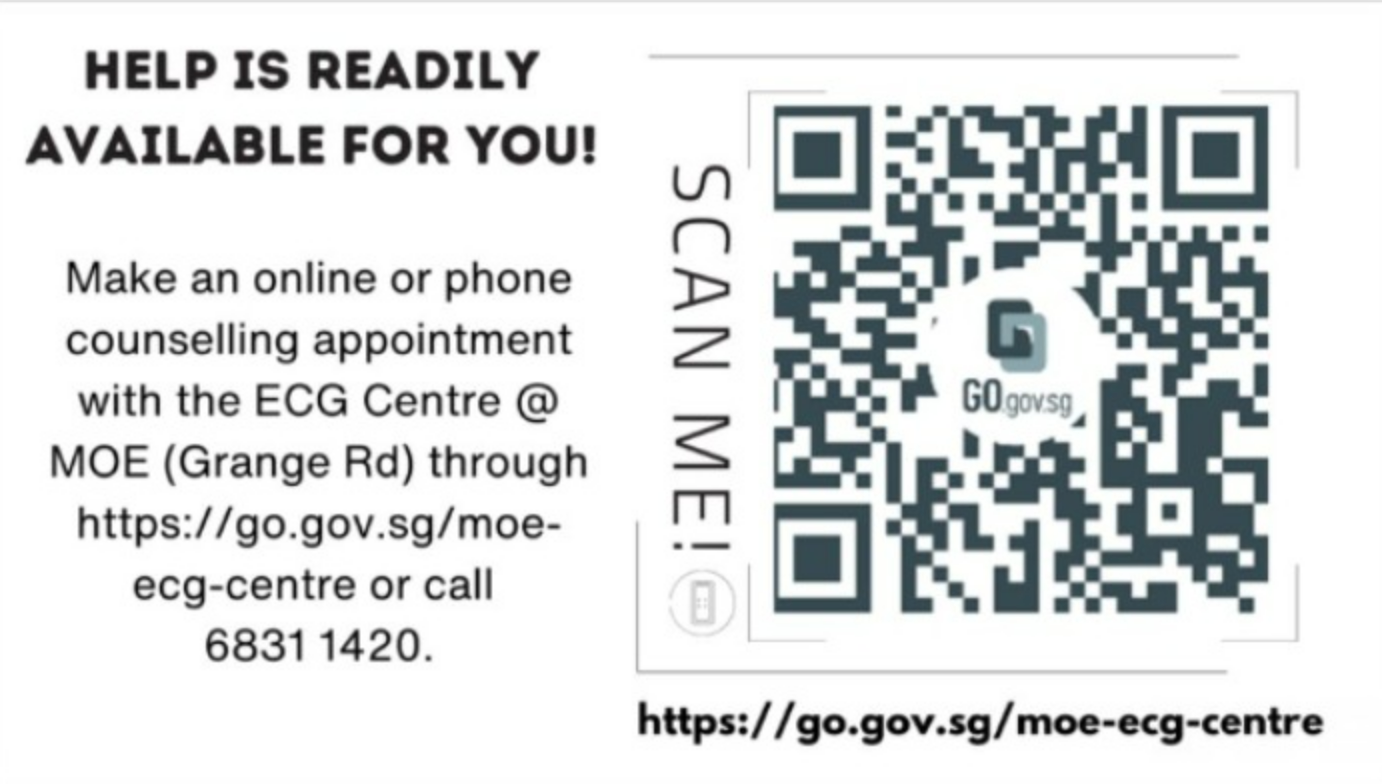 HELP IS READILY
AVAILABLE FOR YOU!
Make an online or phone
counselling appointment
with the ECG Centre @
MOE (Grange Rd) through
https://go.gov.sg/moe-
ecg-centre or call
6831 1420.
SCAN ME!
GO.gov.sg
https://go.gov.sg/moe-ecg-centre